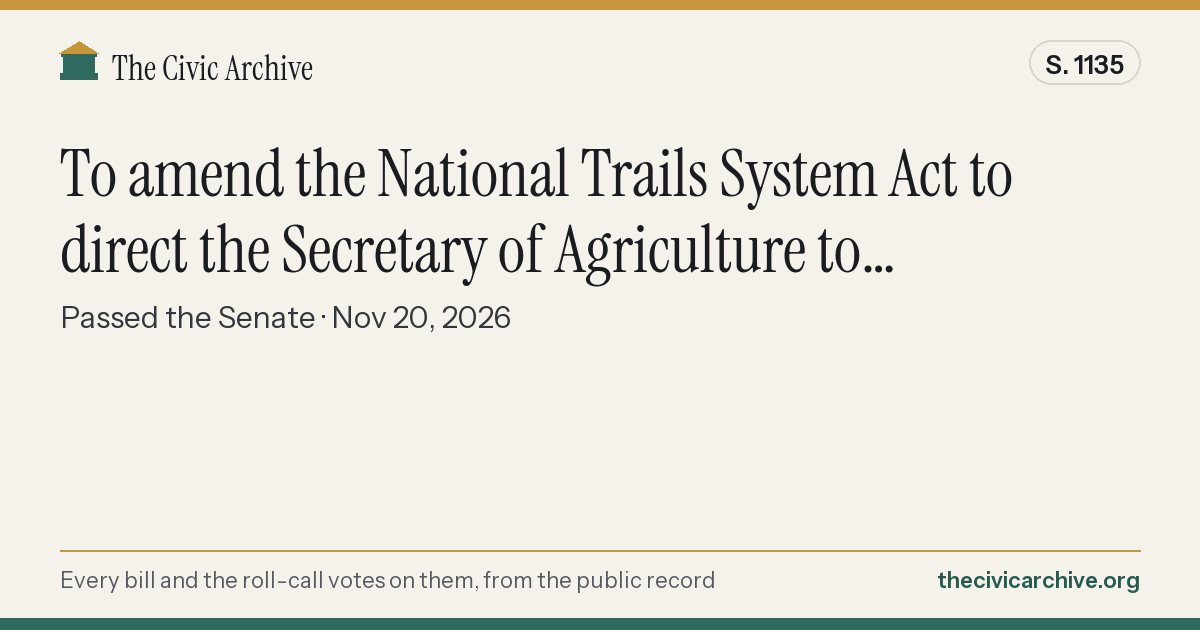 The Civic Archive
S. 1135
To amend the National Trails System Act to
direct the Secretary of Agriculture to...
Passed the Senate · Nov 20, 2026
Every bill and the roll-call votes on them, from the public record
thecivicarchive.org